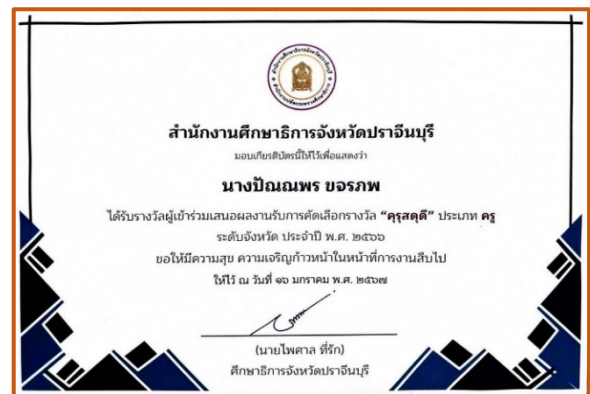 สำนักงานศึกษาธิการจังหวัดปราจีนบุรี
มอบเกียรติบัตรนี้ให้ไว้เพื่อแสดงว่า
นางปัณณพร ขจรภพ
ได้รับรางวัลผู้เข้าร่วมเสนอผลงานรับการคัดเลือกรางวัล “คุรุสดุดี” ประเภท ครู
ระดับจังหวัด ประจำปี พ.ศ. ๒๕๖๖
ขอให้มีความสุข ความเจริญก้าวหน้าในหน้าที่การงานสืบไป
ให้ไว้ ณ วันที่ ๑๖ มกราคม พ.ศ. ๒๕๖๗
(นายไพศาล ที่รัก)
ศึกษาธิการจังหวัดปราจีนบุรี